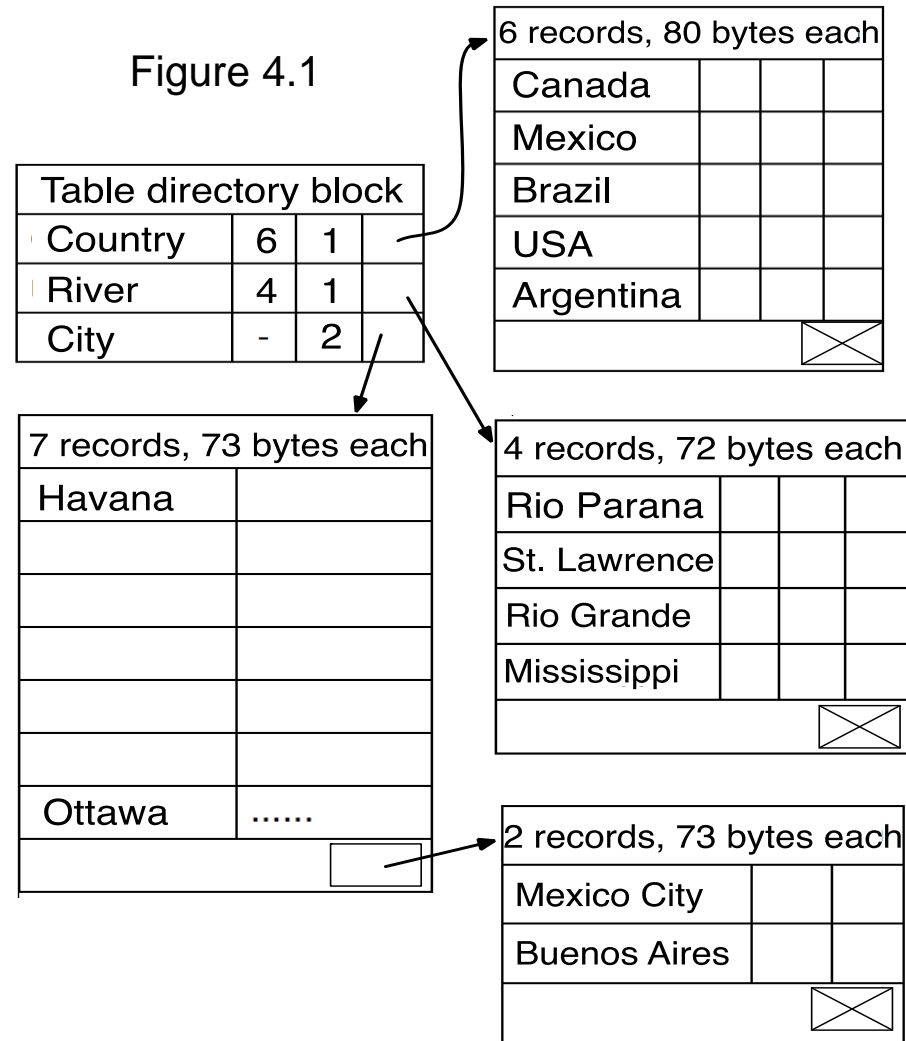 Figure 4.1
Table directory block
Country 6 1
River 4 1
City - 2
6 records, 80 bytes each
Canada
Mexico
Brazil
USA
Argentina
7 records, 73 bytes each
Havana
Ottawa ......
4 records, 72 bytes each
Rio Parana
St. Lawrence
Rio Grande
Mississippi
2 records, 73 bytes each
Mexico City
Buenos Aires